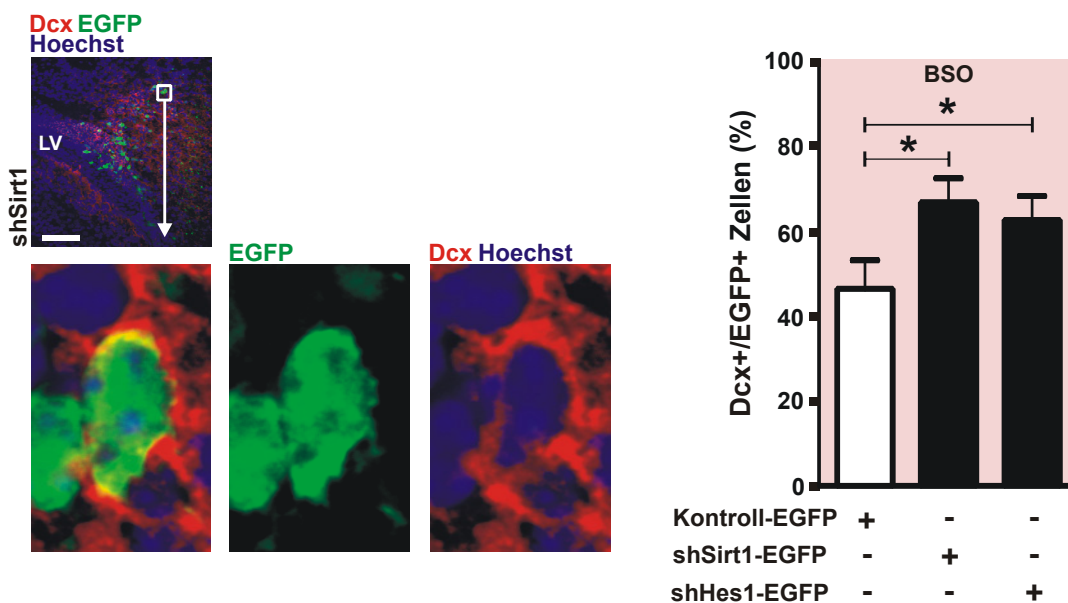 Dcx EGFP
Hoechst
shSirt1
LV
EGFP
Dcx Hoechst
Dcx+/EGFP+ Zellen (%)
100
80
60
40
20
0
BSO
*
*
Kontroll-EGFP + - -
shSirt1-EGFP - + -
shHes1-EGFP - - +